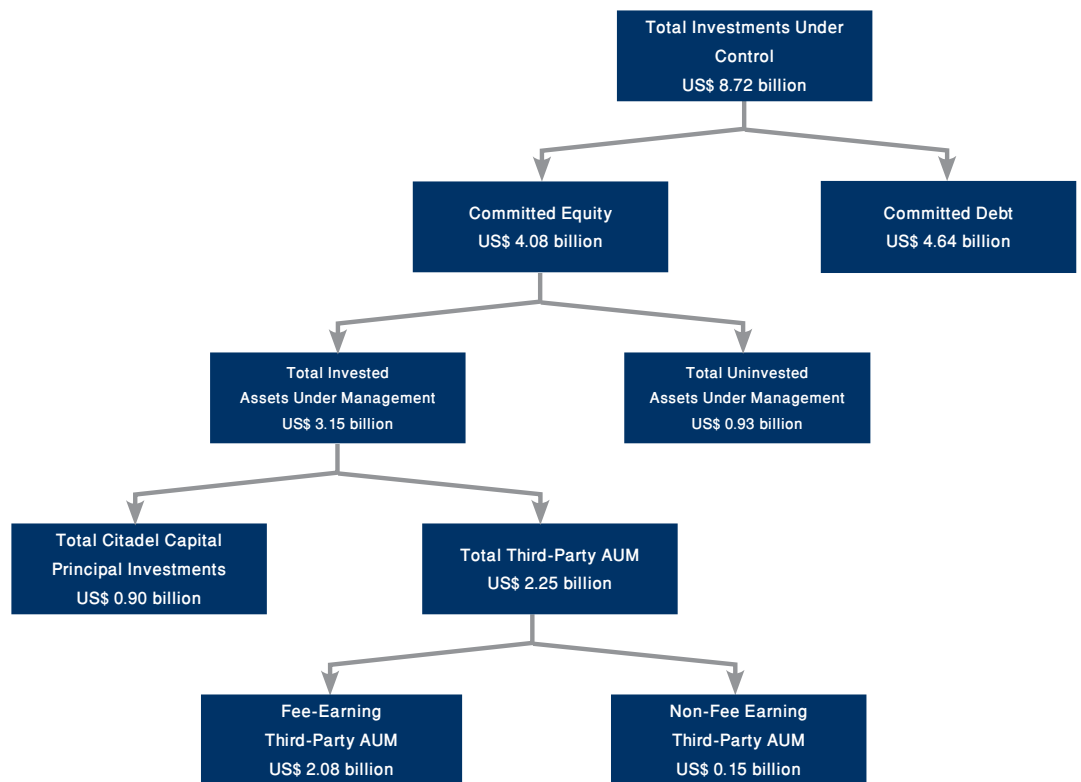 Total Investments Under
Control
US$ 8.72 billion
Committed Equity
US$ 4.08 billion
Committed Debt
US$ 4.64 billion
Total Invested
Assets Under Management
US$ 3.15 billion
Total Uninvested
Assets Under Management
US$ 0.93 billion
Total Citadel Capital
Principal Investments
US$ 0.90 billion
Total Third-Party AUM
US$ 2.25 billion
Fee-Earning
Third-Party AUM
US$ 2.08 billion
Non-Fee Earning
Third-Party AUM
US$ 0.15 billion